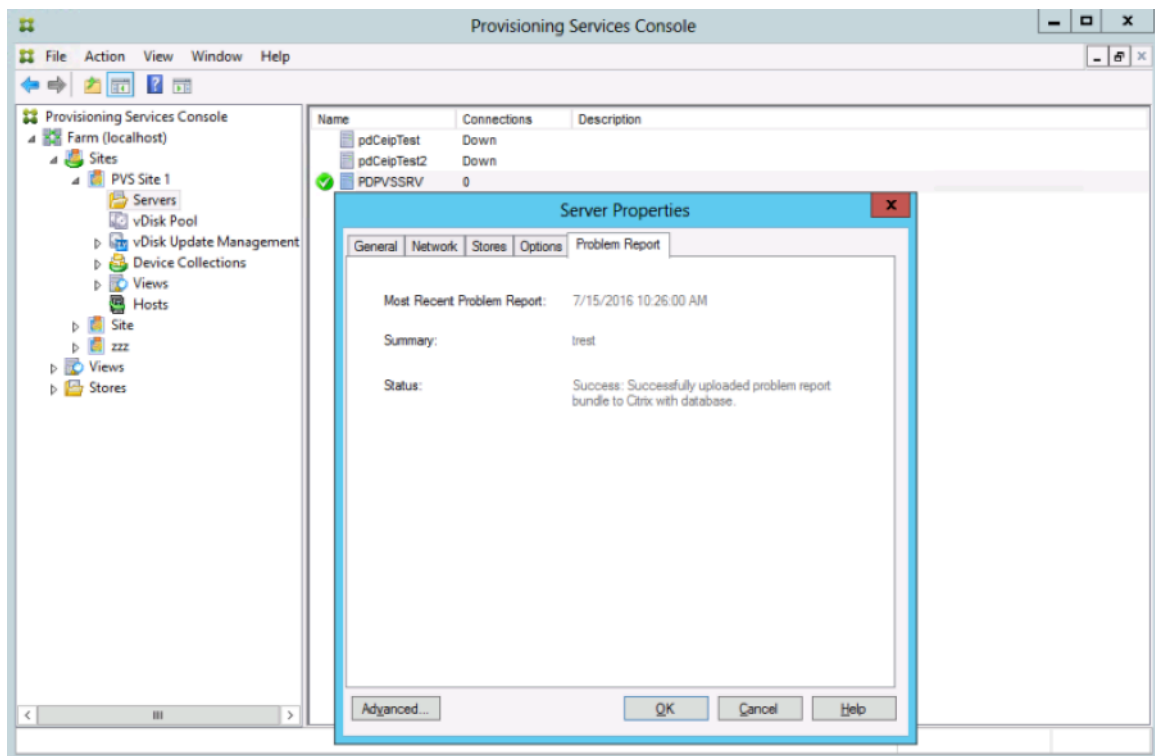 Provisioning Services Console
File Action View Window Help
Provisioning Services Console
Farm (localhost)
Sites
PVS Site 1
Servers
vDisk Pool
vDisk Update Management
Device Collections
Views
Hosts
Site
zzz
Views
Stores
Name Connections Description
pdCeipTest Down
pdCeipTest2 Down
PDPVSSRV 0
Server Properties
General Network Stores Options Problem Report
Most Recent Problem Report: 7/15/2016 10:26:00 AM
Summary: trest
Status: Success: Successfully uploaded problem report
bundle to Citrix with database.
Advanced... OK Cancel Help